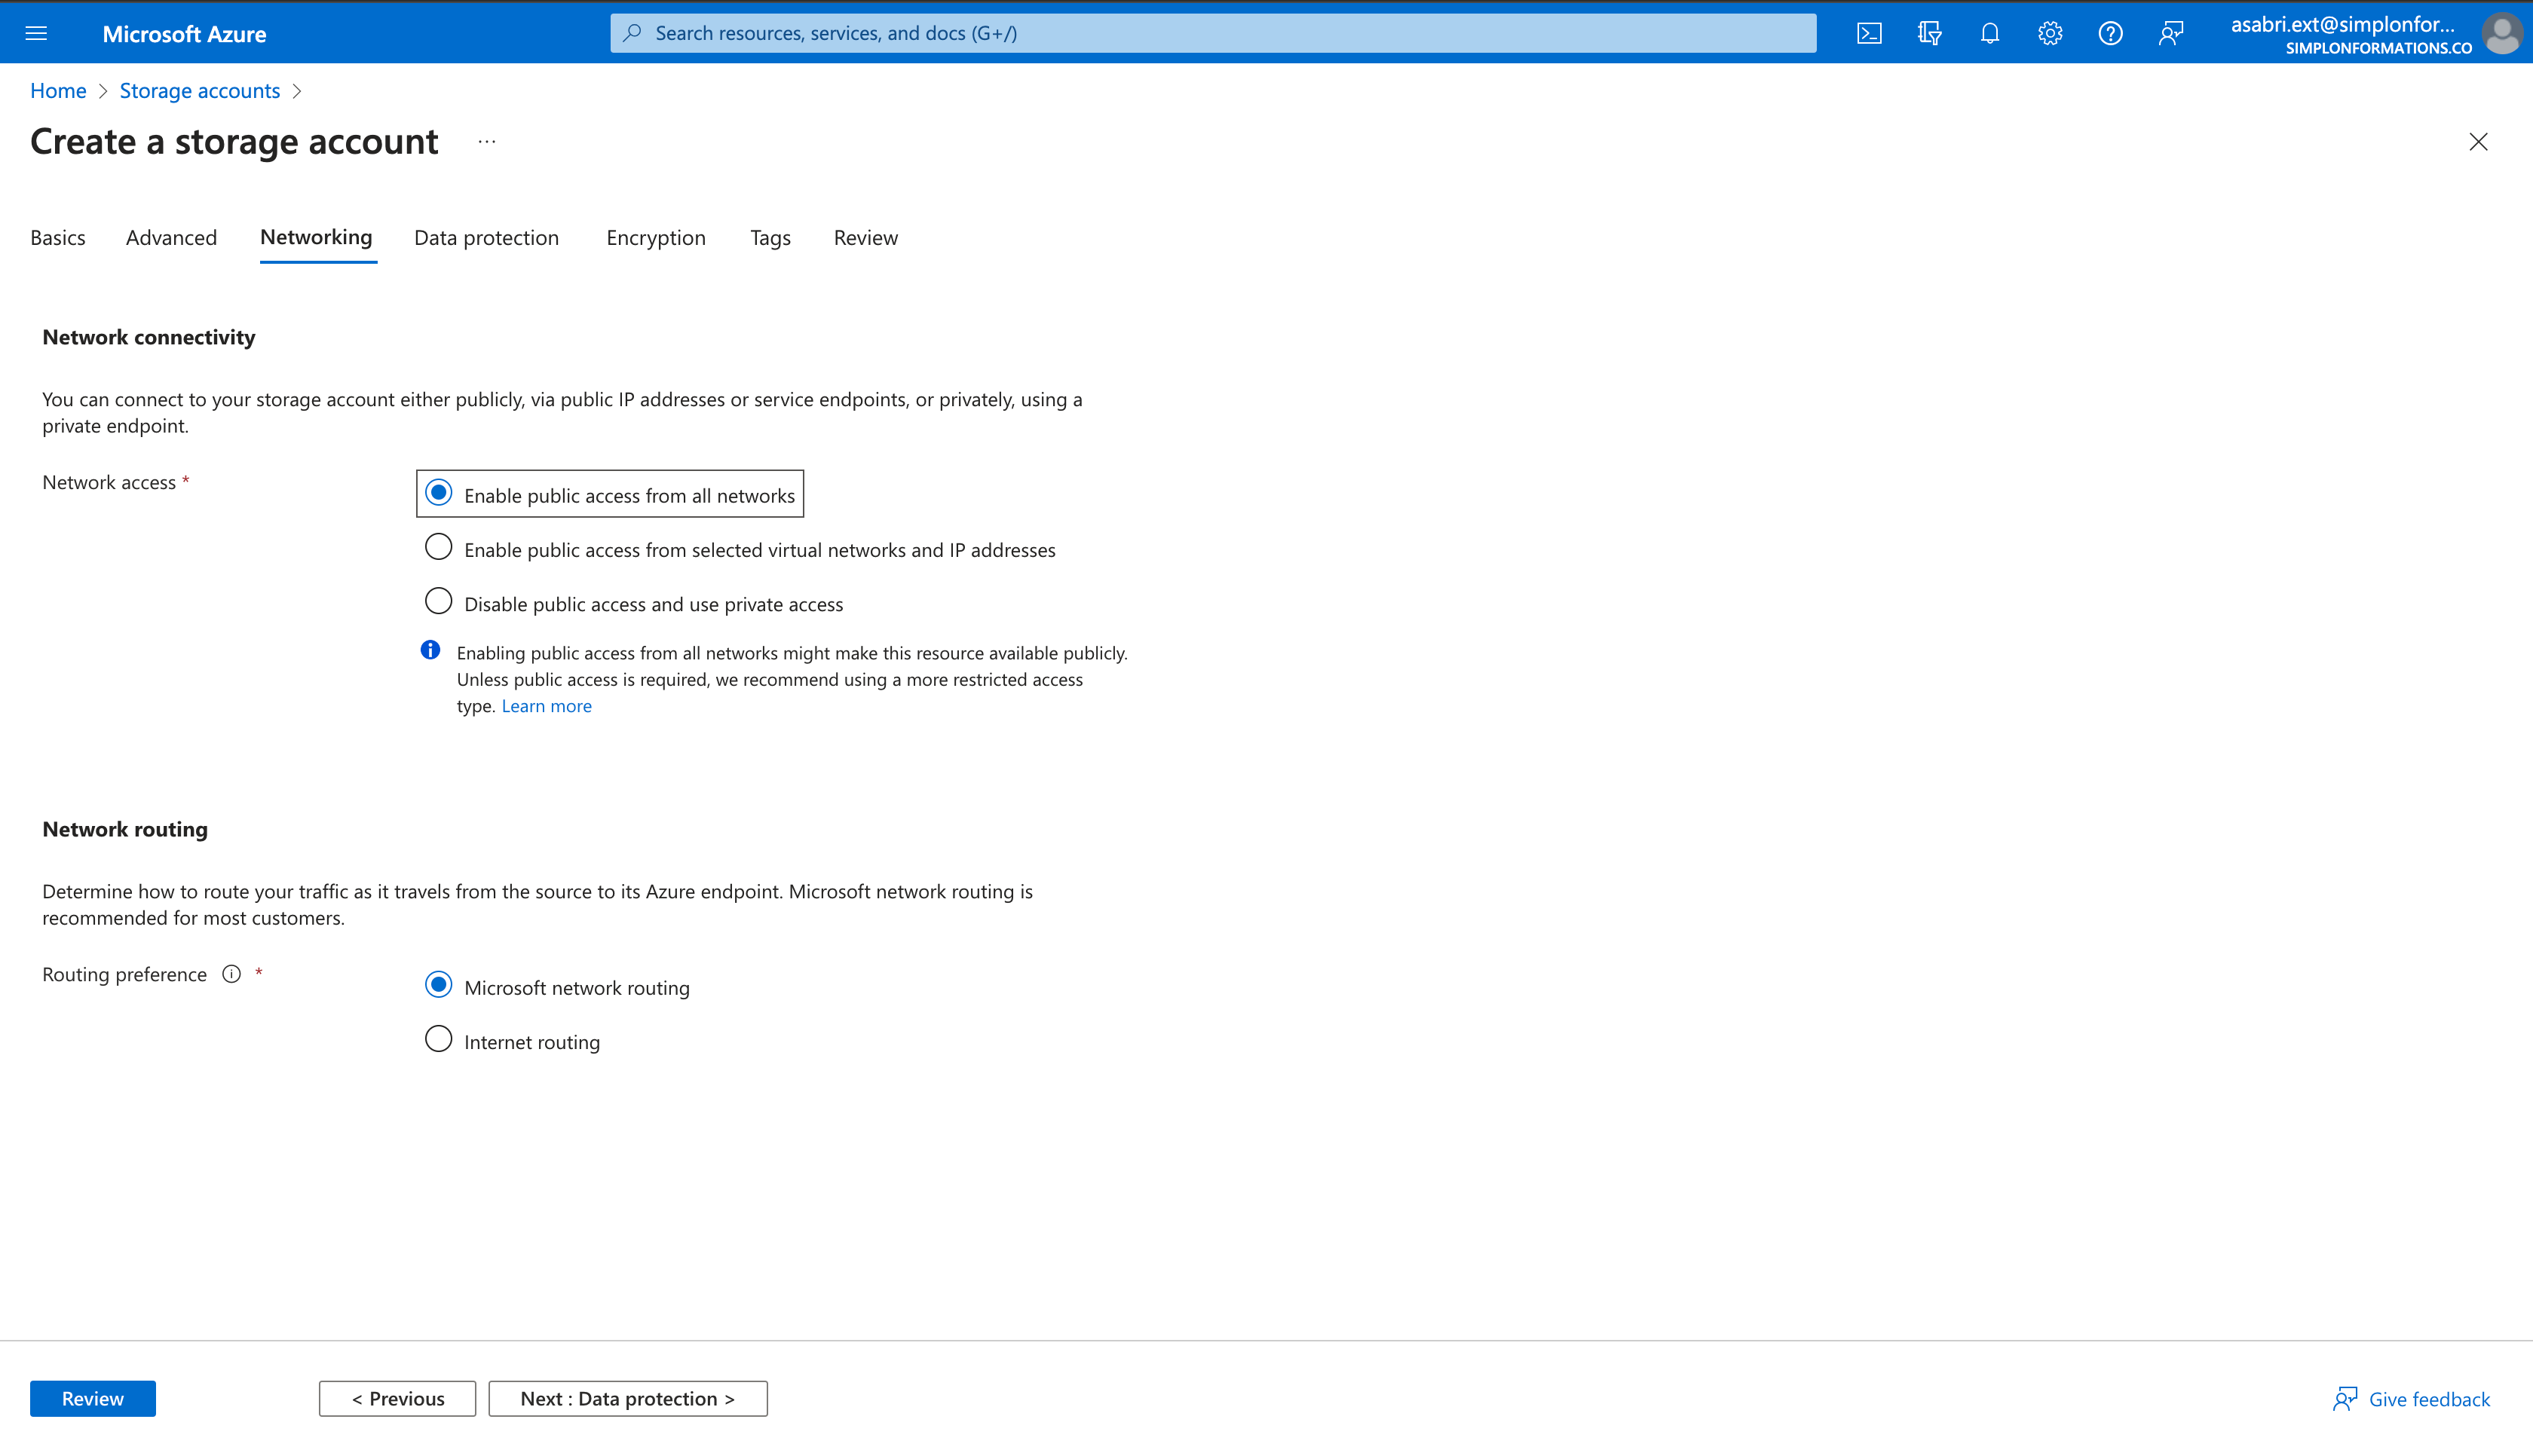 Microsoft Azure
Search resources, services, and docs (G+/)
asabri.ext@simplonfor...
SIMPLONFORMATIONS.CO
Home > Storage accounts >
Create a storage account ...
Basics Advanced Networking Data protection Encryption Tags Review
Network connectivity
You can connect to your storage account either publicly, via public IP addresses or service endpoints, or privately, using a
private endpoint.
Network access *
Enable public access from all networks
Enable public access from selected virtual networks and IP addresses
Disable public access and use private access
Enabling public access from all networks might make this resource available publicly.
Unless public access is required, we recommend using a more restricted access
type. Learn more
Network routing
Determine how to route your traffic as it travels from the source to its Azure endpoint. Microsoft network routing is
recommended for most customers.
Routing preference *
Microsoft network routing
Internet routing
Review < Previous Next : Data protection > Give feedback